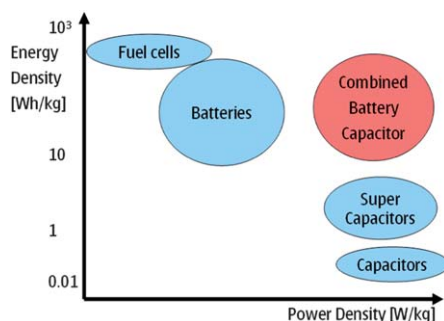 10³
Energy
Density
[Wh/kg]
Fuel cells
Batteries
Combined
Battery
Capacitor
10
Super
Capacitors
1
Capacitors
0.01
Power Density [W/kg]